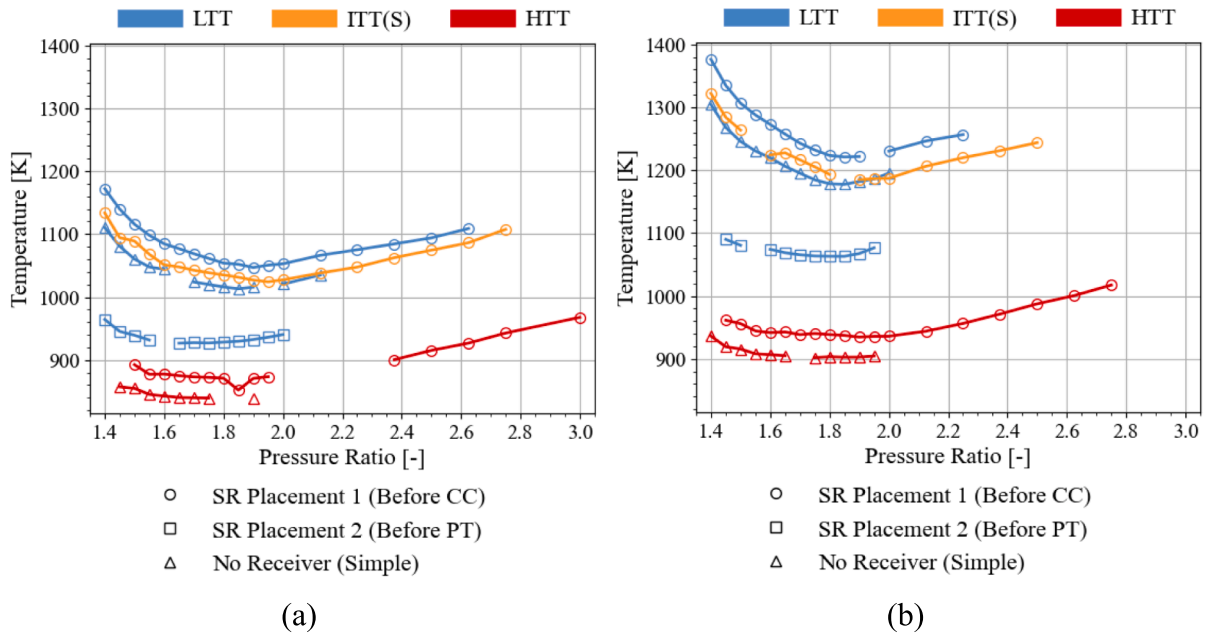 LTT ITT(S) HTT
1400
1300
1200
1100
1000
900
Temperature [K]
1.4 1.6 1.8 2.0 2.2 2.4 2.6 2.8 3.0
Pressure Ratio [-]
SR Placement 1 (Before CC)
SR Placement 2 (Before PT)
No Receiver (Simple)
(a)
LTT ITT(S) HTT
1400
1300
1200
1100
1000
900
Temperature [K]
1.4 1.6 1.8 2.0 2.2 2.4 2.6 2.8 3.0
Pressure Ratio [-]
SR Placement 1 (Before CC)
SR Placement 2 (Before PT)
No Receiver (Simple)
(b)